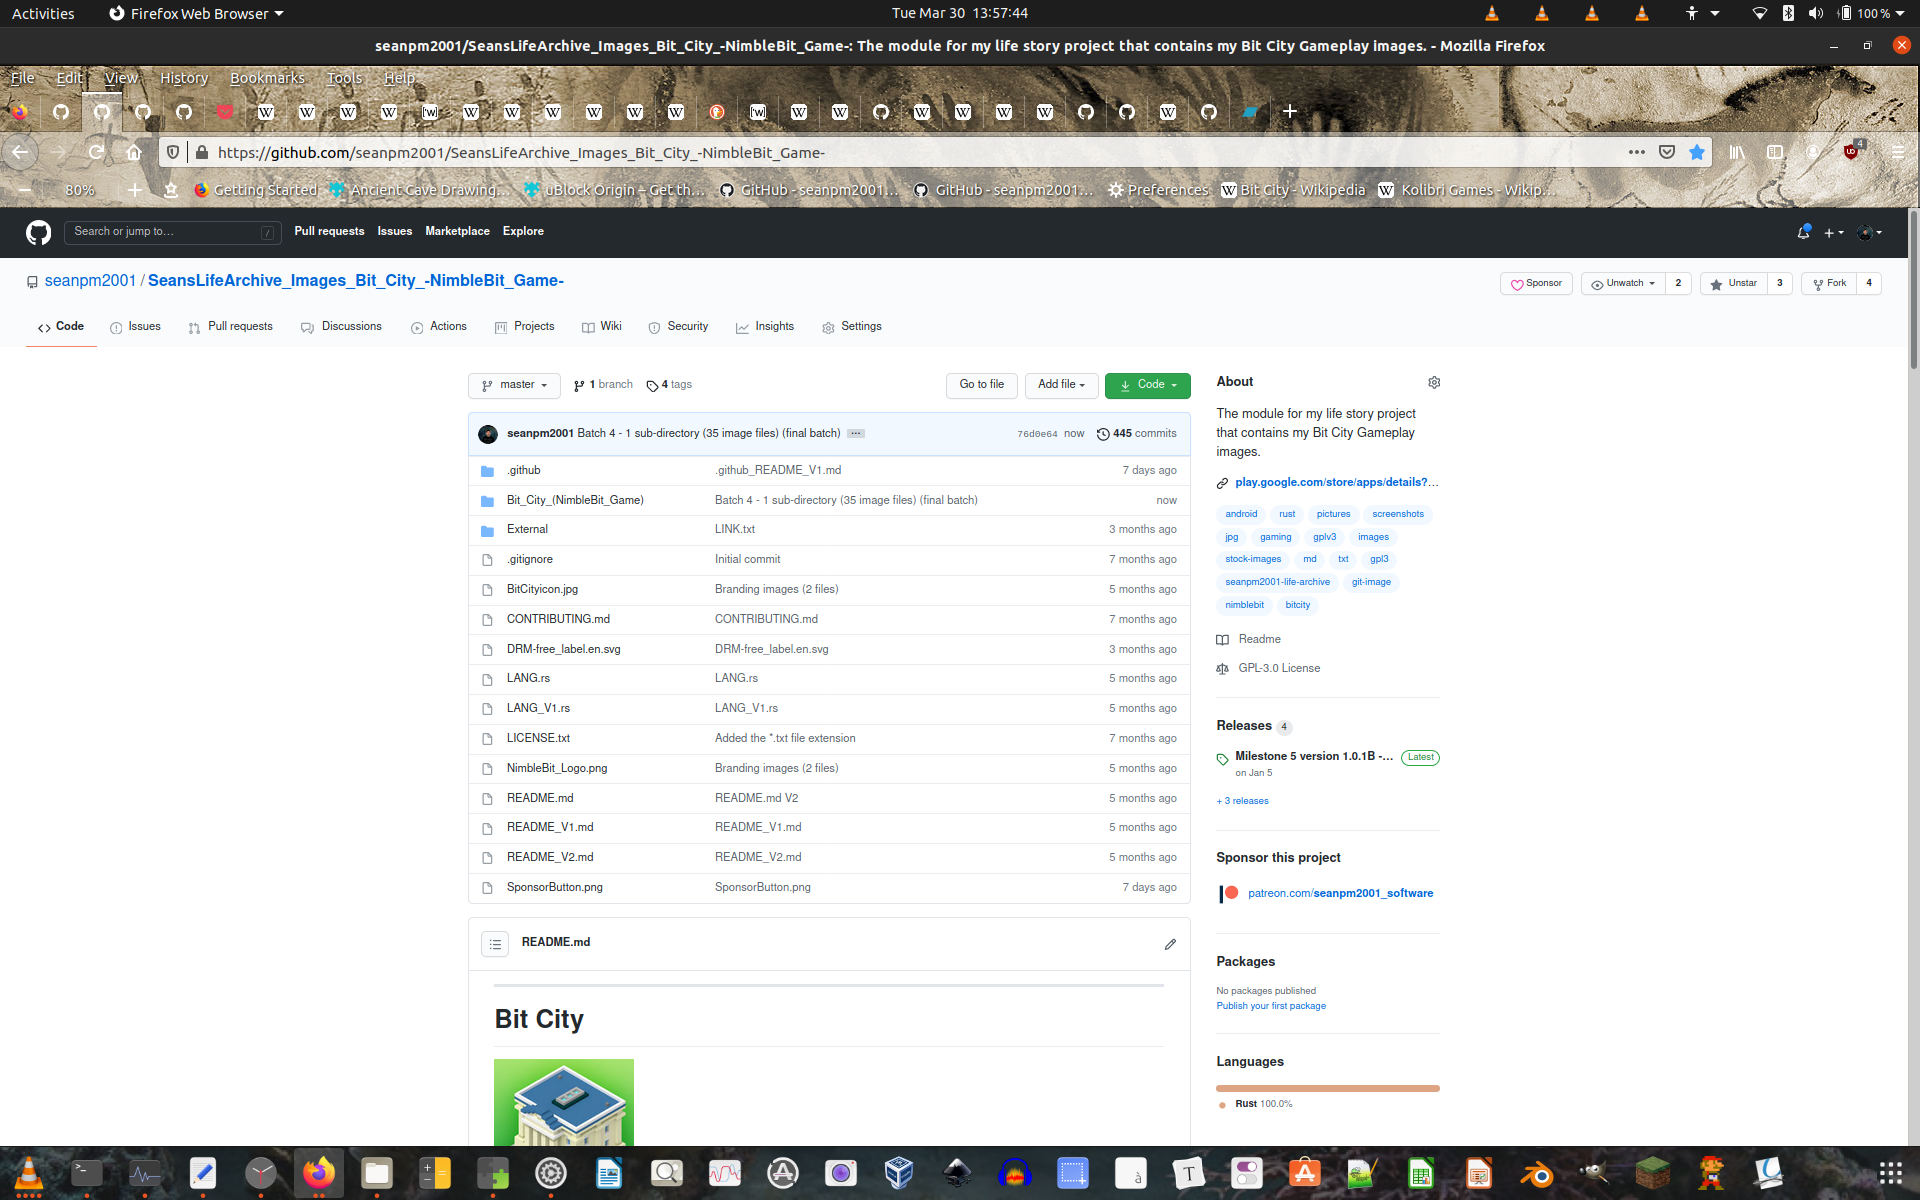 Activities
Firefox Web Browser
Tue Mar 30 13:57:44
100 %
seanpm2001/SeansLifeArchive_Images_Bit_City_-NimbleBit_Game-: The module for my life story project that contains my Bit City Gameplay images. - Mozilla Firefox
File Edit View History Bookmarks Tools Help
https://github.com/seanpm2001/SeansLifeArchive_Images_Bit_City_-NimbleBit_Game-
4
80%
Getting Started
Ancient Cave Drawing…
uBlock Origin – Get th…
GitHub - seanpm2001…
GitHub - seanpm2001…
Preferences
Bit City - Wikipedia
Kolibri Games - Wikip…
Search or jump to…
/
Pull requests
Issues
Marketplace
Explore
seanpm2001 / SeansLifeArchive_Images_Bit_City_-NimbleBit_Game-
Sponsor
Unwatch 2
Unstar 3
Fork 4
Code
Issues
Pull requests
Discussions
Actions
Projects
Wiki
Security
Insights
Settings
master
1 branch
4 tags
Go to file
Add file
Code
seanpm2001 Batch 4 - 1 sub-directory (35 image files) (final batch) … 76d0e64 now 445 commits
.github .github_README_V1.md 7 days ago
Bit_City_(NimbleBit_Game) Batch 4 - 1 sub-directory (35 image files) (final batch) now
External LINK.txt 3 months ago
.gitignore Initial commit 7 months ago
BitCityicon.jpg Branding images (2 files) 5 months ago
CONTRIBUTING.md CONTRIBUTING.md 7 months ago
DRM-free_label.en.svg DRM-free_label.en.svg 3 months ago
LANG.rs LANG.rs 5 months ago
LANG_V1.rs LANG_V1.rs 5 months ago
LICENSE.txt Added the *.txt file extension 7 months ago
NimbleBit_Logo.png Branding images (2 files) 5 months ago
README.md README.md V2 5 months ago
README_V1.md README_V1.md 5 months ago
README_V2.md README_V2.md 5 months ago
SponsorButton.png SponsorButton.png 7 days ago
README.md
Bit City
About
The module for my life story project
that contains my Bit City Gameplay
images.
play.google.com/store/apps/details?…
android rust pictures screenshots
jpg gaming gplv3 images
stock-images md txt gpl3
seanpm2001-life-archive git-image
nimblebit bitcity
Readme
GPL-3.0 License
Releases 4
Milestone 5 version 1.0.1B -… Latest
on Jan 5
+ 3 releases
Sponsor this project
patreon.com/seanpm2001_software
Packages
No packages published
Publish your first package
Languages
Rust 100.0%